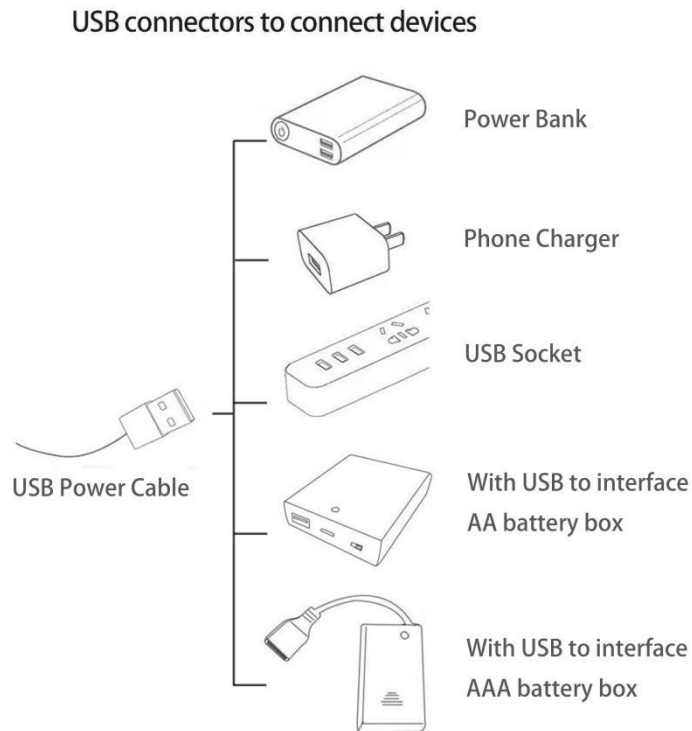 USB connectors to connect devices
Power Bank
Phone Charger
USB Socket
USB Power Cable
With USB to interface
AA battery box
With USB to interface
AAA battery box